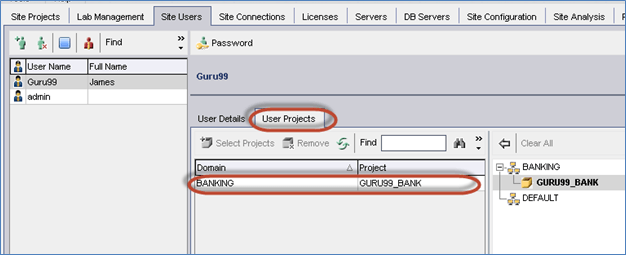 Site Projects Lab Management Site Users Site Connections Licenses Servers DB Servers Site Configuration Site Analysis
Find
Password
User Name Full Name
Guru99 James
admin
Guru99
User Details User Projects
Select Projects Remove Find
Clear All
Domain Project
BANKING GURU99_BANK
BANKING
GURU99_BANK
DEFAULT